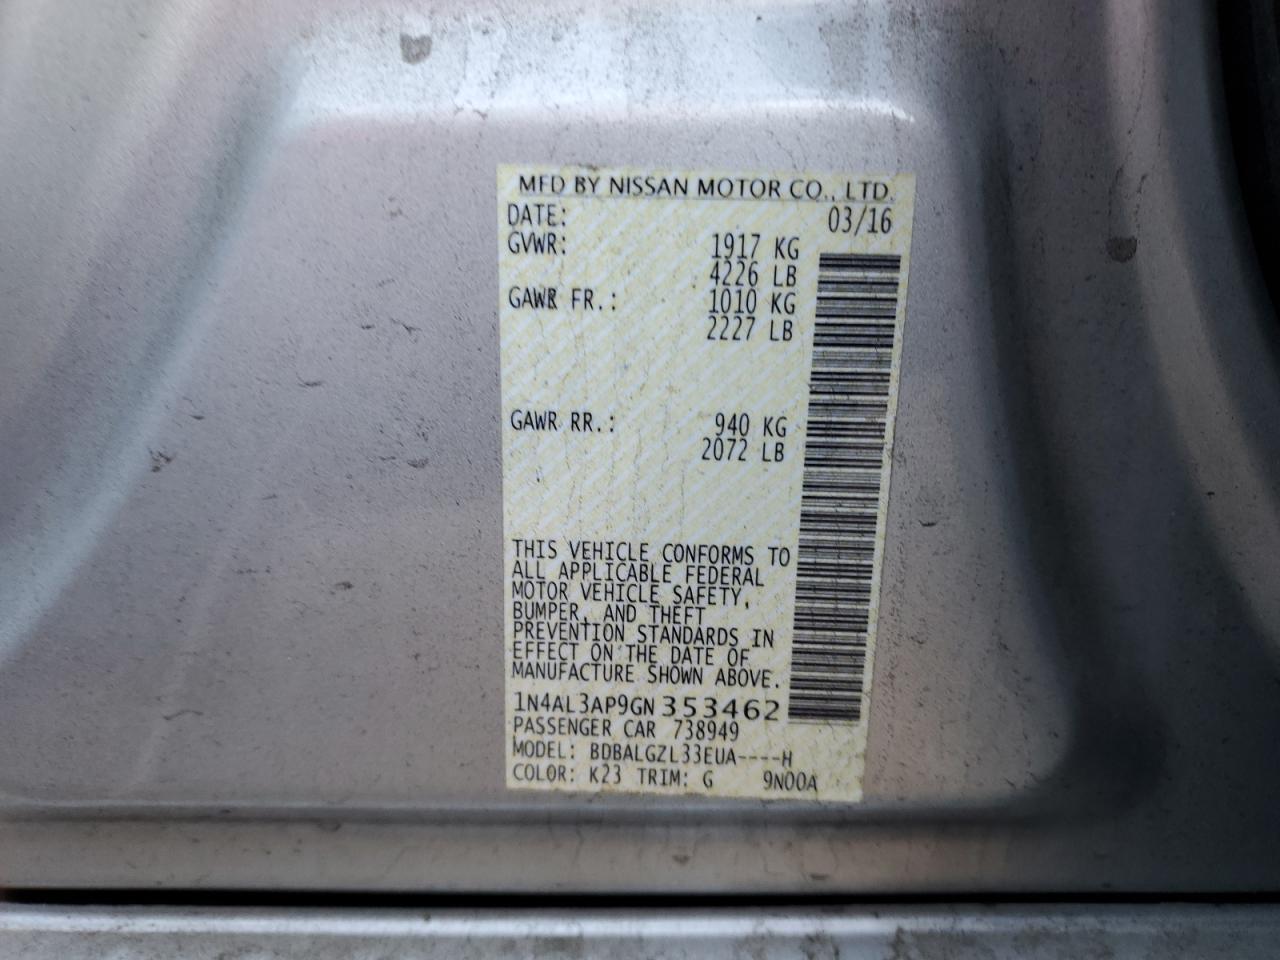 MFD BY NISSAN MOTOR CO., LTD.
DATE: 03/16
GVWR: 1917 KG
4226 LB
GAWR FR.: 1010 KG
2227 LB
GAWR RR.: 940 KG
2072 LB
THIS VEHICLE CONFORMS TO
ALL APPLICABLE FEDERAL
MOTOR VEHICLE SAFETY,
BUMPER, AND THEFT
PREVENTION STANDARDS IN
EFFECT ON THE DATE OF
MANUFACTURE SHOWN ABOVE.
1N4AL3AP9GN353462
PASSENGER CAR 738949
MODEL: BDBALGZL33EUA----H
COLOR: K23 TRIM: G 9N00A